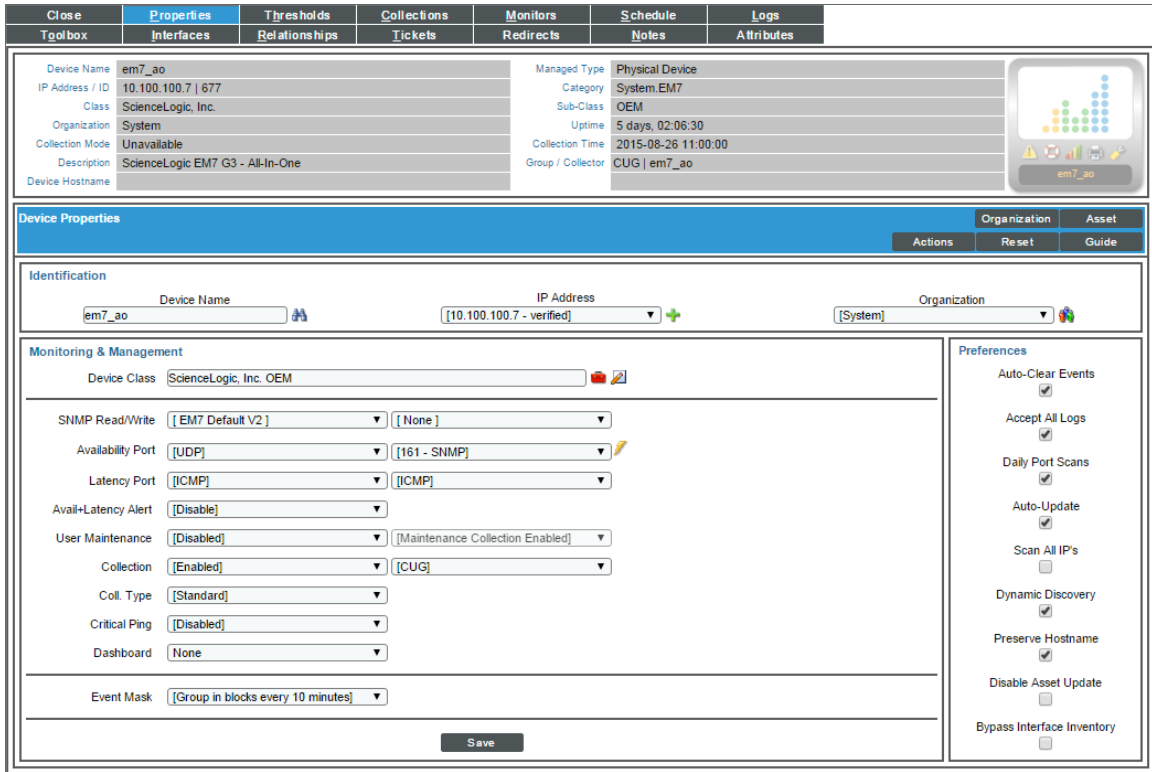 Close Properties Thresholds Collections Monitors Schedule Logs
Toolbox Interfaces Relationships Tickets Redirects Notes Attributes
Device Name em7_ao Managed Type Physical Device
IP Address / ID 10.100.100.7 | 677 Category System.EM7
Class ScienceLogic, Inc. Sub-Class OEM
Organization System Uptime 5 days, 02:06:30
Collection Mode Unavailable Collection Time 2015-08-26 11:00:00
Description ScienceLogic EM7 G3 - All-In-One Group / Collector CUG | em7_ao
Device Hostname
em7_ao
Device Properties Organization Asset
Actions Reset Guide
Identification
Device Name IP Address Organization
em7_ao [10.100.100.7 - verified] [System]
Monitoring & Management
Device Class ScienceLogic, Inc. OEM
SNMP Read/Write [ EM7 Default V2 ] [ None ]
Availability Port [UDP] [161 - SNMP]
Latency Port [ICMP] [ICMP]
Avail+Latency Alert [Disable]
User Maintenance [Disabled] [Maintenance Collection Enabled]
Collection [Enabled] [CUG]
Coll. Type [Standard]
Critical Ping [Disabled]
Dashboard None
Event Mask [Group in blocks every 10 minutes]
Save
Preferences
Auto-Clear Events
Accept All Logs
Daily Port Scans
Auto-Update
Scan All IP's
Dynamic Discovery
Preserve Hostname
Disable Asset Update
Bypass Interface Inventory